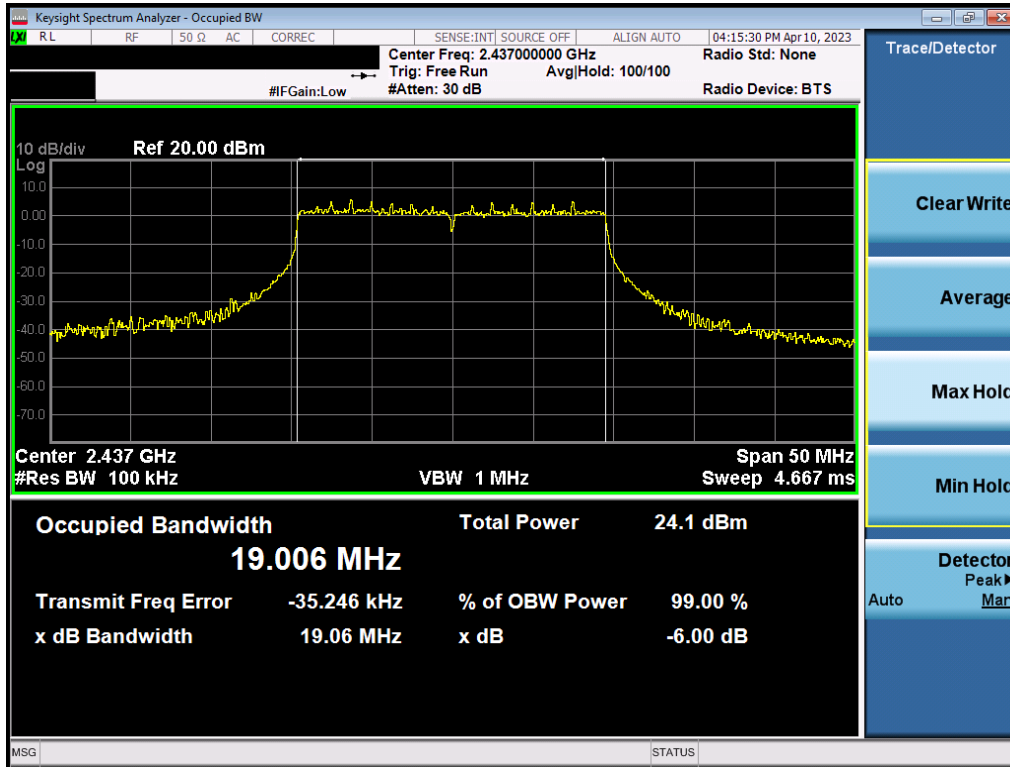 Keysight Spectrum Analyzer - Occupied BW
LXI RL RF 50 Ω AC CORREC SENSE:INT SOURCE OFF ALIGN AUTO 04:15:30 PM Apr 10, 2023
Center Freq: 2.437000000 GHz Radio Std: None
Trig: Free Run Avg|Hold: 100/100
#IFGain:Low #Atten: 30 dB Radio Device: BTS
Trace/Detector
10 dB/div Ref 20.00 dBm
Log
10.0
0.00
-10.0
-20.0
-30.0
-40.0
-50.0
-60.0
-70.0
Center 2.437 GHz Span 50 MHz
#Res BW 100 kHz VBW 1 MHz Sweep 4.667 ms
Occupied Bandwidth Total Power 24.1 dBm
19.006 MHz
Transmit Freq Error -35.246 kHz % of OBW Power 99.00 %
x dB Bandwidth 19.06 MHz x dB -6.00 dB
Clear Write
Average
Max Hold
Min Hold
Detector
Peak
Auto Man
MSG STATUS